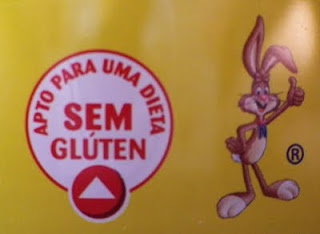 APTO PARA UMA DIETA
SEM
GLÚTEN
®